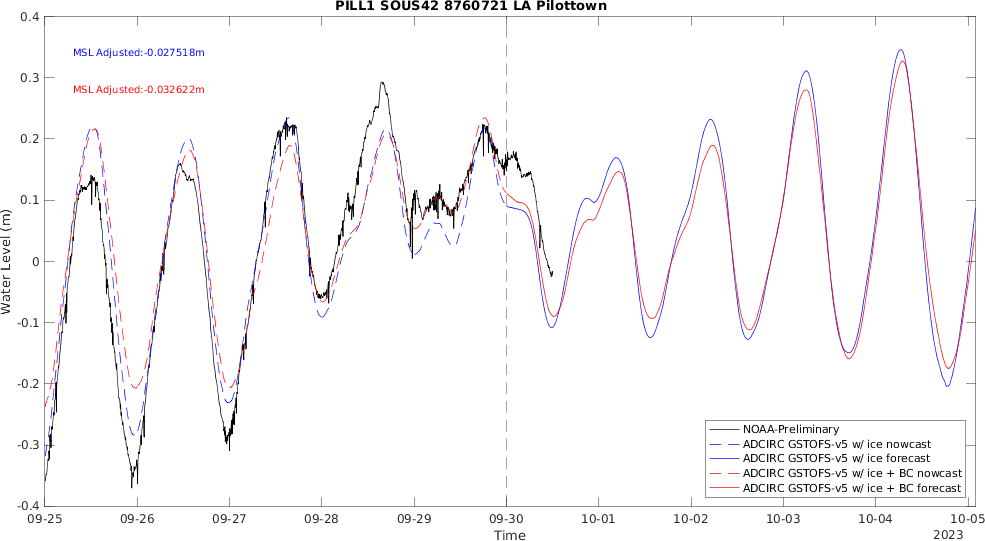 PILL1 SOUS42 8760721 LA Pilottown
MSL Adjusted:-0.027518m
MSL Adjusted:-0.032622m
0.4
0.3
0.2
0.1
0
-0.1
-0.2
-0.3
-0.4
Water Level (m)
NOAA-Preliminary
ADCIRC GSTOFS-v5 w/ ice nowcast
ADCIRC GSTOFS-v5 w/ ice forecast
ADCIRC GSTOFS-v5 w/ ice + BC nowcast
ADCIRC GSTOFS-v5 w/ ice + BC forecast
09-25 09-26 09-27 09-28 09-29 09-30 10-01 10-02 10-03 10-04 10-05
Time
2023